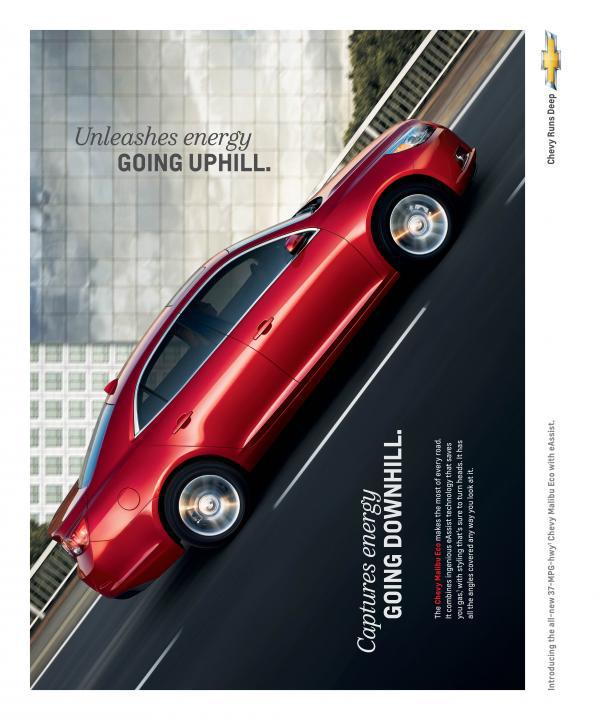 Unleashes energy
GOING UPHILL.
Captures energy
GOING DOWNHILL.
The Chevy Malibu Eco makes the most of every road.
It combines ingenious eAssist technology that saves
you gas,¹ with styling that's sure to turn heads. It has
all the angles covered any way you look at it.
Introducing the all-new 37-MPG-hwy¹ Chevy Malibu Eco with eAssist.
Chevy Runs Deep